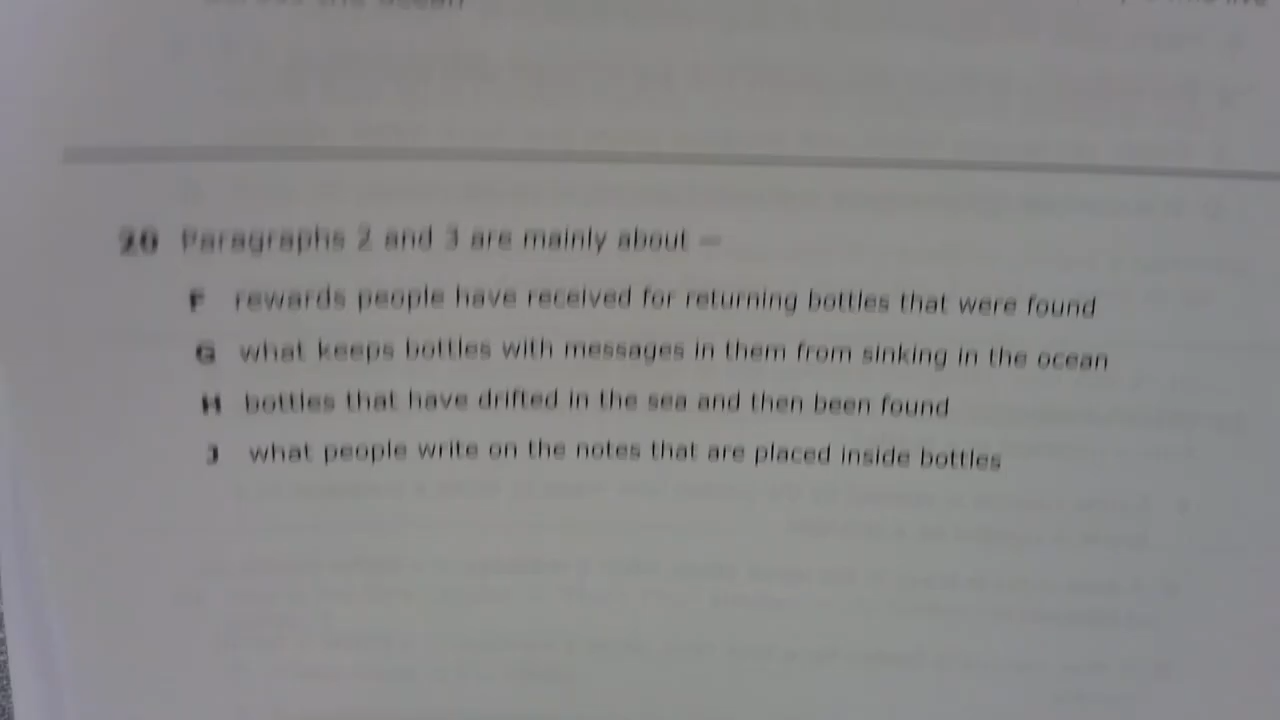 20 Paragraphs 2 and 3 are mainly about —
F rewards people have received for returning bottles that were found
G what keeps bottles with messages in them from sinking in the ocean
H bottles that have drifted in the sea and then been found
J what people write on the notes that are placed inside bottles